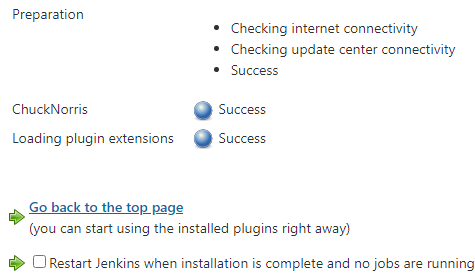 Preparation
Checking internet connectivity
Checking update center connectivity
Success
ChuckNorris Success
Loading plugin extensions Success
Go back to the top page
(you can start using the installed plugins right away)
Restart Jenkins when installation is complete and no jobs are running